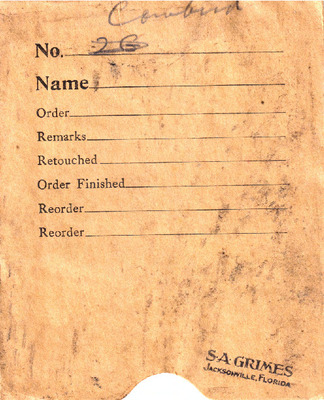 No. 26
Name
Order
Remarks
Retouched
Order Finished
Reorder
Reorder
S.A. GRIMES
JACKSONVILLE, FLORIDA